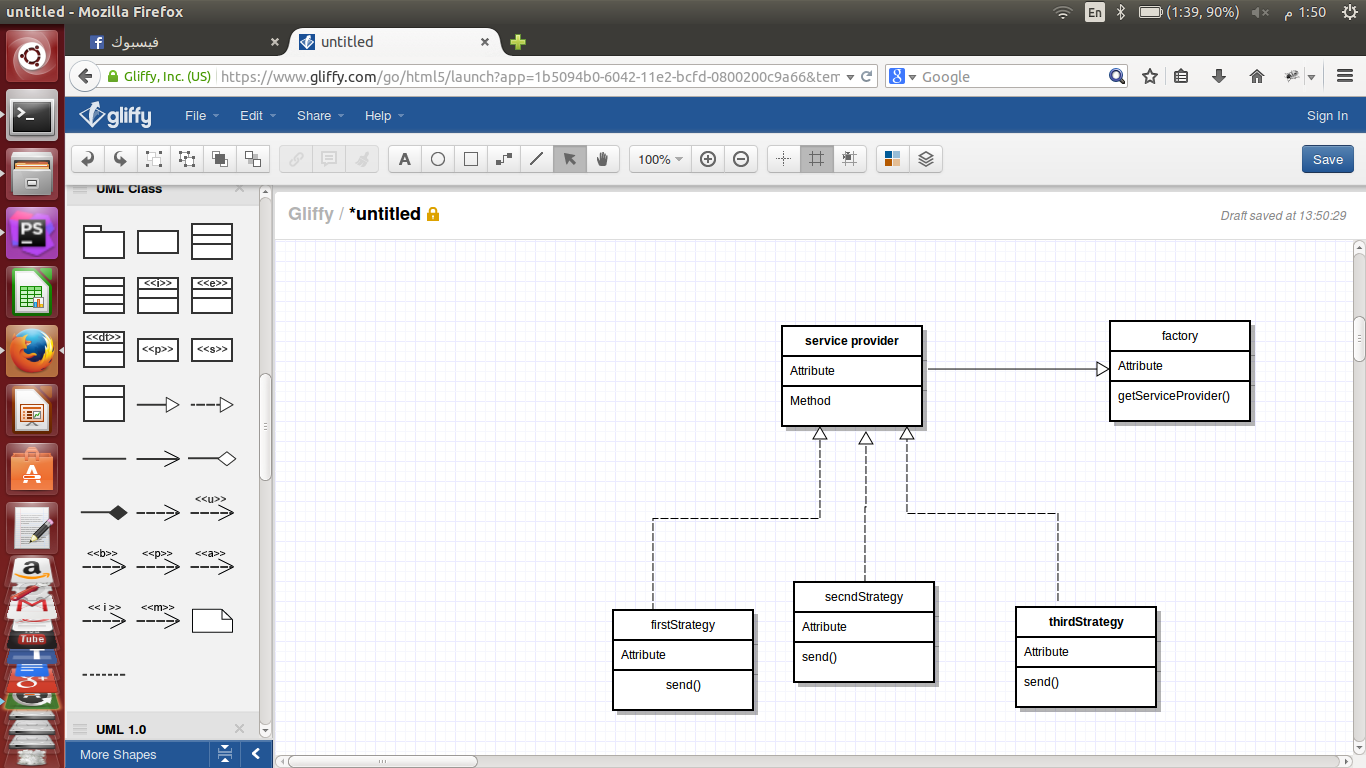 untitled - Mozilla Firefox
En
(1:39, 90%)
1:50 م
فيسبوك
untitled
Gliffy, Inc. (US)
https://www.gliffy.com/go/html5/launch?app=1b5094b0-6042-11e2-bcfd-0800200c9a66&tem
Google
gliffy
File
Edit
Share
Help
Sign In
A
100%
Save
UML Class
Gliffy / *untitled
Draft saved at 13:50:29
<<i>>
<<e>>
<<dt>>
<<p>>
<<s>>
<<u>>
<<b>>
<<p>>
<<a>>
<< i >>
<<m>>
UML 1.0
More Shapes
PS
You
Tube
service provider
Attribute
Method
factory
Attribute
getServiceProvider()
firstStrategy
Attribute
send()
secndStrategy
Attribute
send()
thirdStrategy
Attribute
send()